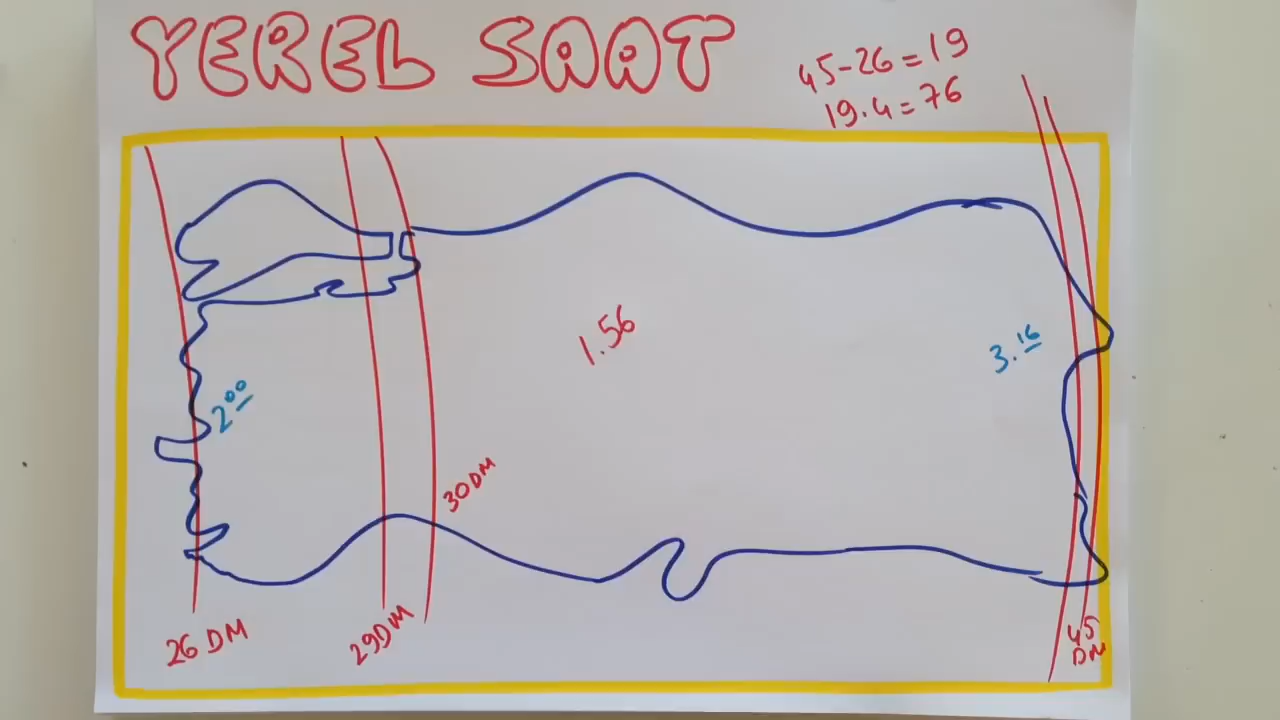 YEREL SAAT
45-26=19
19.4=76
1.56
3.16
2⁰⁰
30DM
26 DM
29DM
45
DM